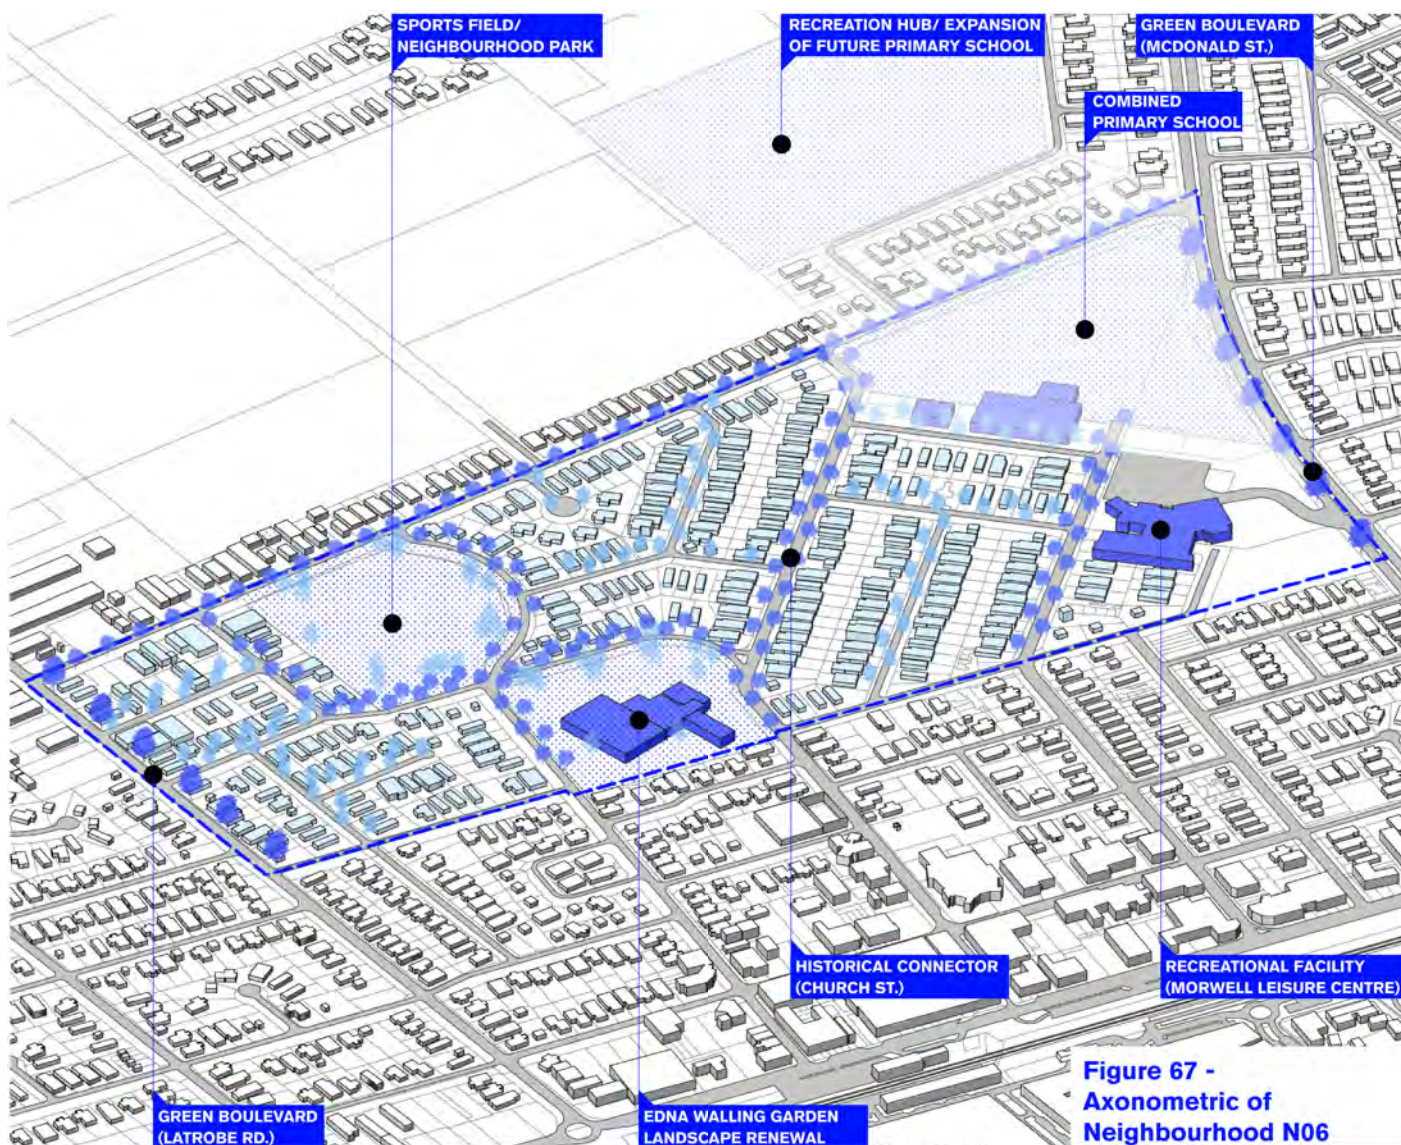 SPORTS FIELD/
NEIGHBOURHOOD PARK
RECREATION HUB/ EXPANSION
OF FUTURE PRIMARY SCHOOL
GREEN BOULEVARD
(MCDONALD ST.)
COMBINED
PRIMARY SCHOOL
HISTORICAL CONNECTOR
(CHURCH ST.)
RECREATIONAL FACILITY
(MORWELL LEISURE CENTRE)
GREEN BOULEVARD
(LATROBE RD.)
EDNA WALLING GARDEN
LANDSCAPE RENEWAL
Figure 67 -
Axonometric of
Neighbourhood N06